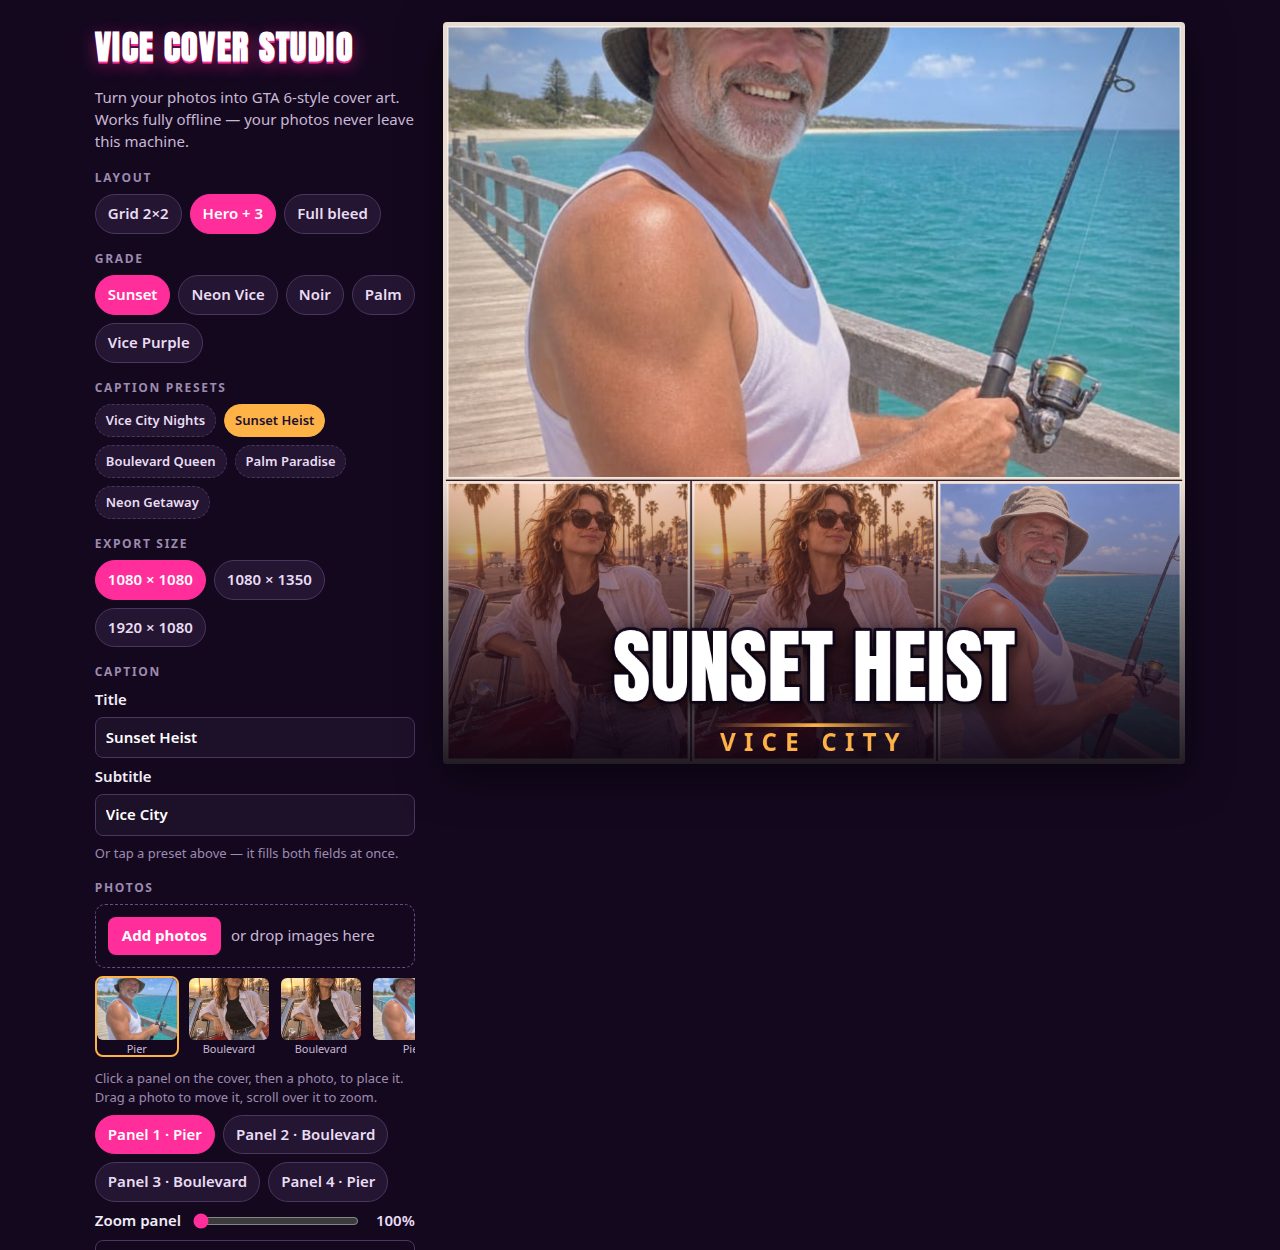 VICE COVER STUDIO
Turn your photos into GTA 6-style cover art.
Works fully offline — your photos never leave
this machine.
LAYOUT
Grid 2×2
Hero + 3
Full bleed
GRADE
Sunset
Neon Vice
Noir
Palm
Vice Purple
CAPTION PRESETS
Vice City Nights
Sunset Heist
Boulevard Queen
Palm Paradise
Neon Getaway
EXPORT SIZE
1080 × 1080
1080 × 1350
1920 × 1080
CAPTION
Title
Sunset Heist
Subtitle
Vice City
Or tap a preset above — it fills both fields at once.
PHOTOS
Add photos
or drop images here
Pier
Boulevard
Boulevard
Click a panel on the cover, then a photo, to place it.
Drag a photo to move it, scroll over it to zoom.
Panel 1 · Pier
Panel 2 · Boulevard
Panel 3 · Boulevard
Panel 4 · Pier
Zoom panel
100%
SUNSET HEIST
VICE CITY